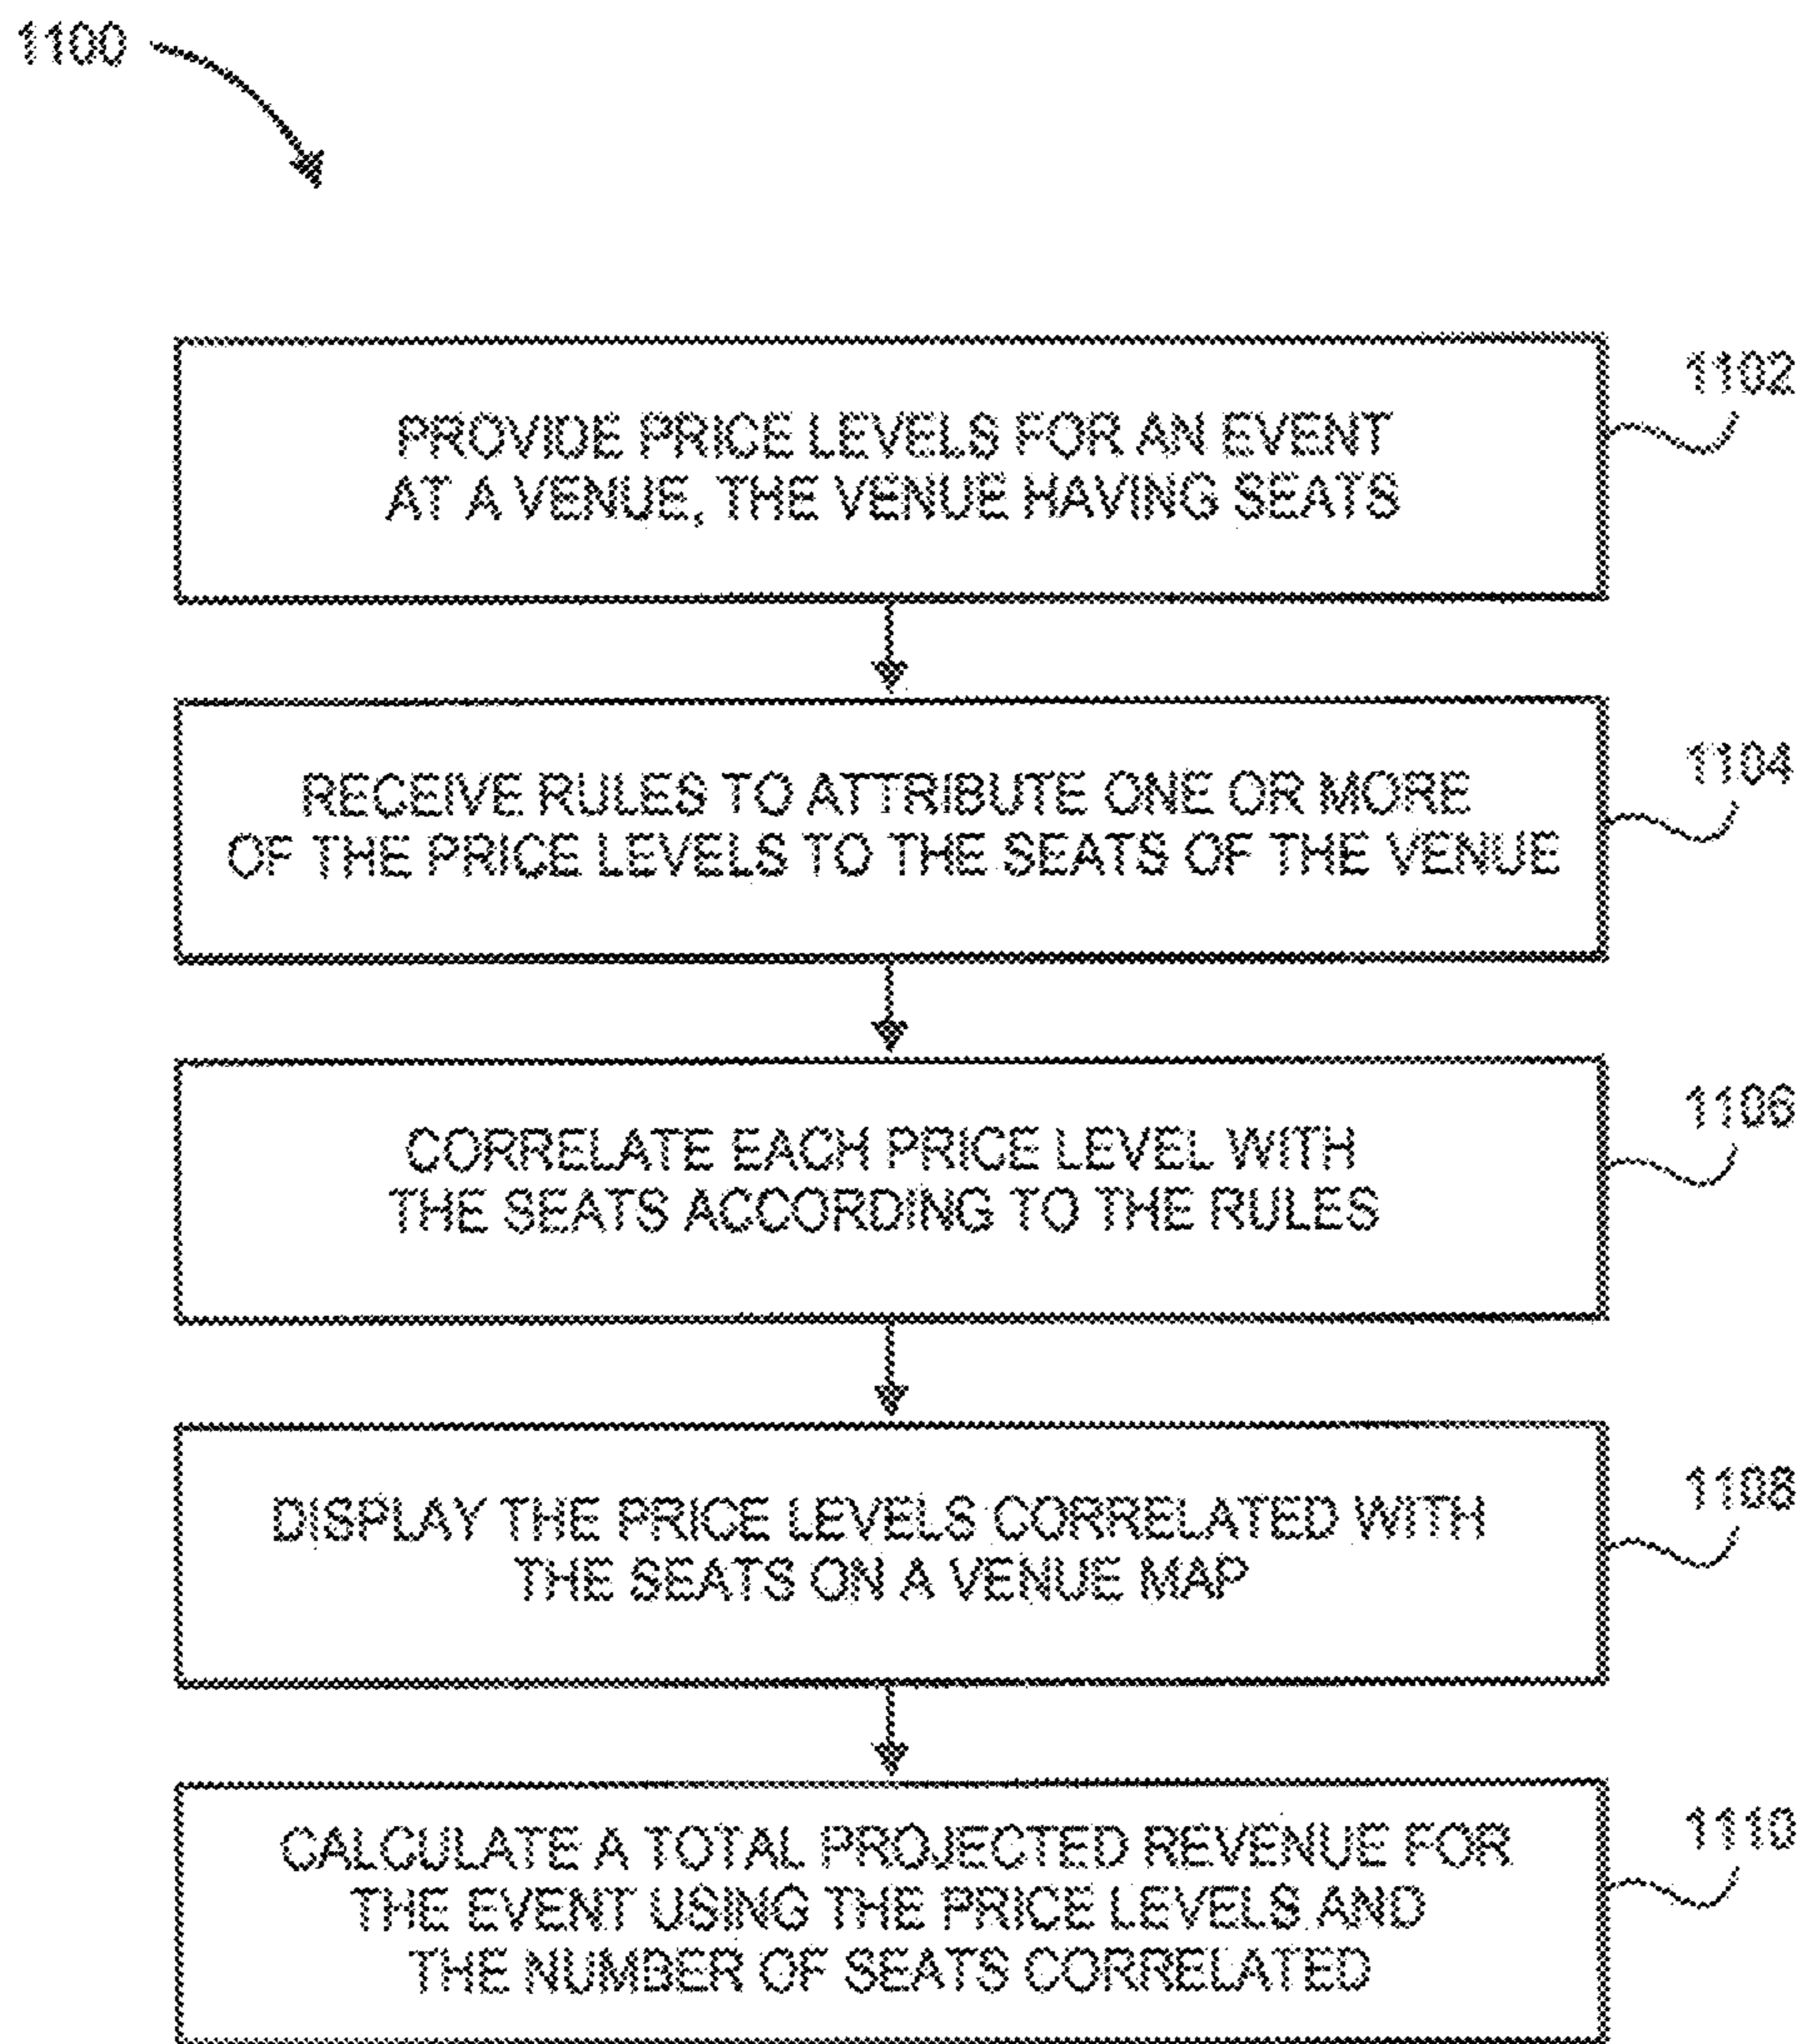 1100
PROVIDE PRICE LEVELS FOR AN EVENT
AT A VENUE, THE VENUE HAVING SEATS
1102
RECEIVE RULES TO ATTRIBUTE ONE OR MORE
OF THE PRICE LEVELS TO THE SEATS OF THE VENUE
1104
CORRELATE EACH PRICE LEVEL WITH
THE SEATS ACCORDING TO THE RULES
1106
DISPLAY THE PRICE LEVELS CORRELATED WITH
THE SEATS ON A VENUE MAP
1108
CALCULATE A TOTAL PROJECTED REVENUE FOR
THE EVENT USING THE PRICE LEVELS AND
THE NUMBER OF SEATS CORRELATED
1110